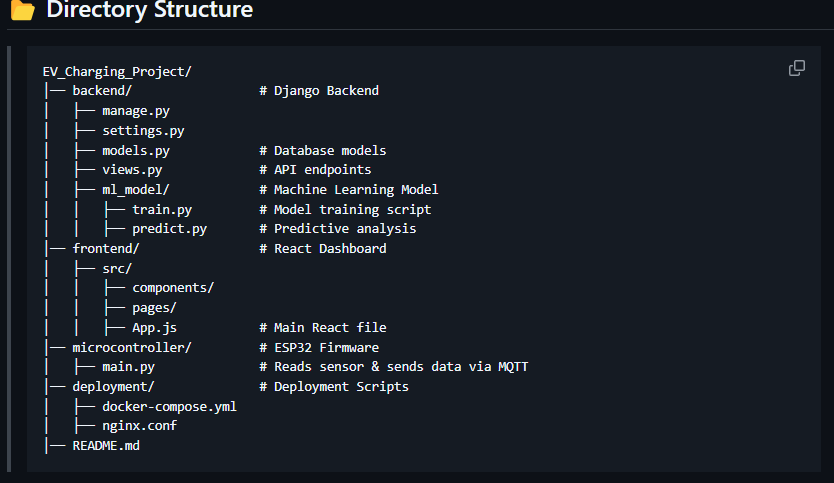 📂 Directory Structure
EV_Charging_Project/
│── backend/                # Django Backend
│   ├── manage.py
│   ├── settings.py
│   ├── models.py           # Database models
│   ├── views.py            # API endpoints
│   ├── ml_model/           # Machine Learning Model
│   │   ├── train.py        # Model training script
│   │   ├── predict.py      # Predictive analysis
│── frontend/               # React Dashboard
│   ├── src/
│   │   ├── components/
│   │   ├── pages/
│   │   ├── App.js          # Main React file
│── microcontroller/        # ESP32 Firmware
│   ├── main.py             # Reads sensor & sends data via MQTT
│── deployment/             # Deployment Scripts
│   ├── docker-compose.yml
│   ├── nginx.conf
│── README.md